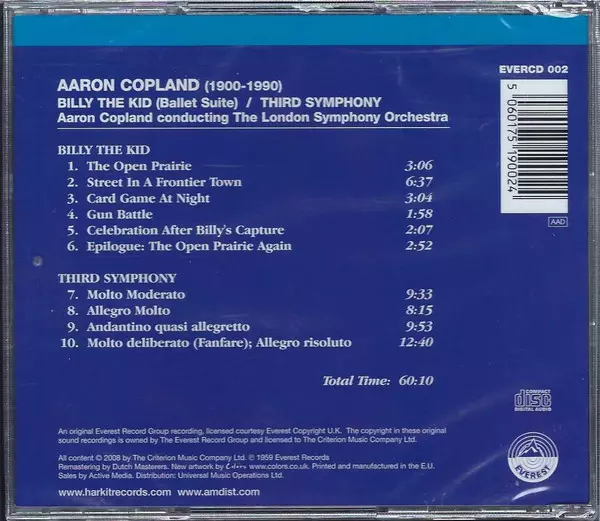 EVERCD 002
AARON COPLAND (1900-1990)
BILLY THE KID (Ballet Suite) / THIRD SYMPHONY
Aaron Copland conducting The London Symphony Orchestra
5 060175 190024
AAD
BILLY THE KID
1. The Open Prairie 3:06
2. Street In A Frontier Town 6:37
3. Card Game At Night 3:04
4. Gun Battle 1:58
5. Celebration After Billy's Capture 2:07
6. Epilogue: The Open Prairie Again 2:52
THIRD SYMPHONY
7. Molto Moderato 9:33
8. Allegro Molto 8:15
9. Andantino quasi allegretto 9:53
10. Molto deliberato (Fanfare); Allegro risoluto 12:40
Total Time: 60:10
COMPACT
disc
DIGITAL AUDIO
An original Everest Record Group recording, licensed courtesy Everest Copyright U.K. The copyright in these original
sound recordings is owned by The Everest Record Group and licensed to The Criterion Music Company Ltd.
All content © 2008 by The Criterion Music Company Ltd. ℗ 1959 Everest Records
Remastering by Dutch Masters. New artwork by Colors www.colors.co.uk. Printed and manufactured in the E.U.
Sales by Active Media. Distribution: Universal Music Operations Ltd.
www.harkitrecords.com www.amdist.com
EVEREST